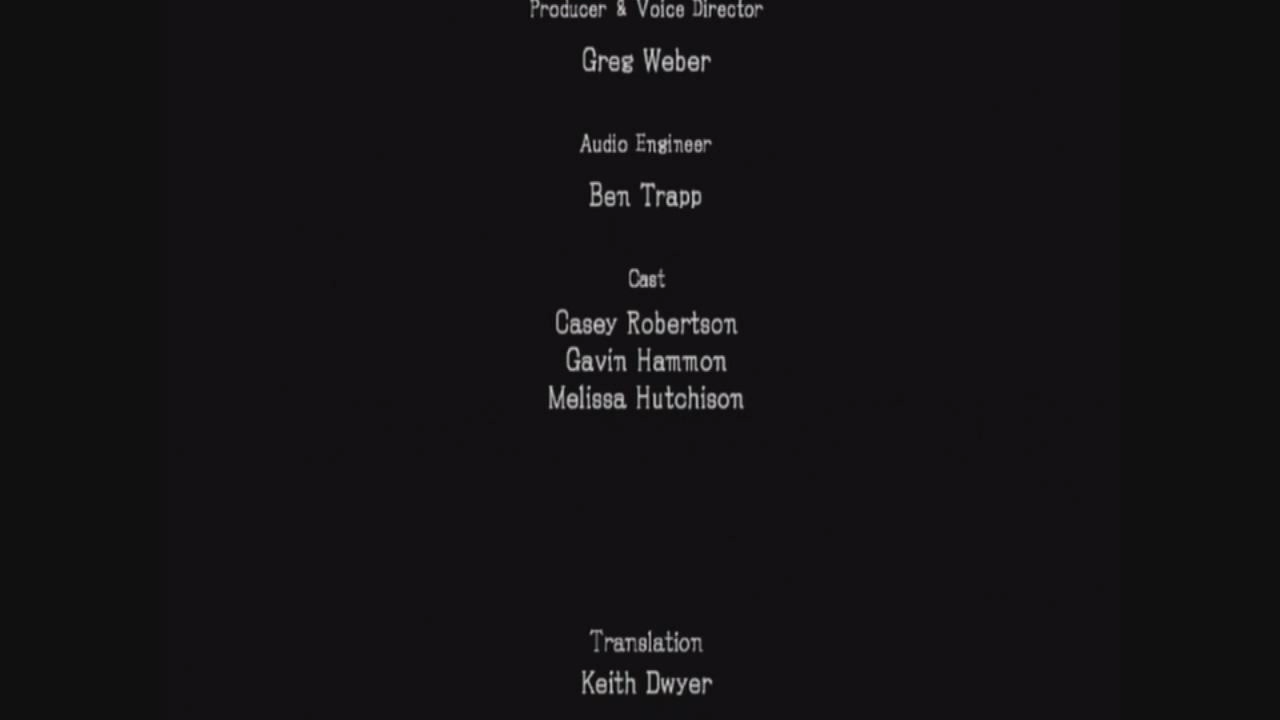 Producer & Voice Director
Greg Weber
Audio Engineer
Ben Trapp
Cast
Casey Robertson
Gavin Hammon
Melissa Hutchison
Translation
Keith Dwyer